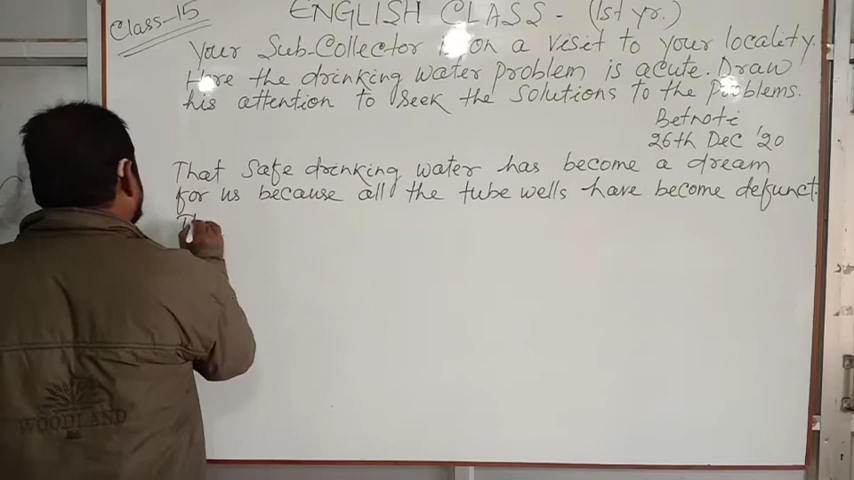 Class-15
ENGLISH CLASS - (1st yr.)
Your Sub-Collector is on a visit to your locality.
Here the drinking water problem is acute. Draw
his attention to seek the solutions to the problems.
Betnoti
26th Dec '20
That safe drinking water has become a dream
for us because all the tube wells have become defunct.
WOODLAND